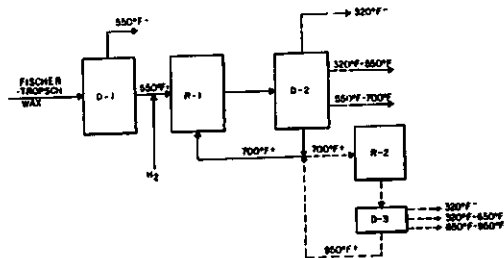 550°F-
320°F-
FISCHER
-TROPSCH
WAX
D-1
550°F+
R-1
D-2
320°F-550°F
550°F-700°F
H2
700°F+
700°F+
R-2
D-3
320°F-
320°F-650°F
650°F-950°F
950°F+